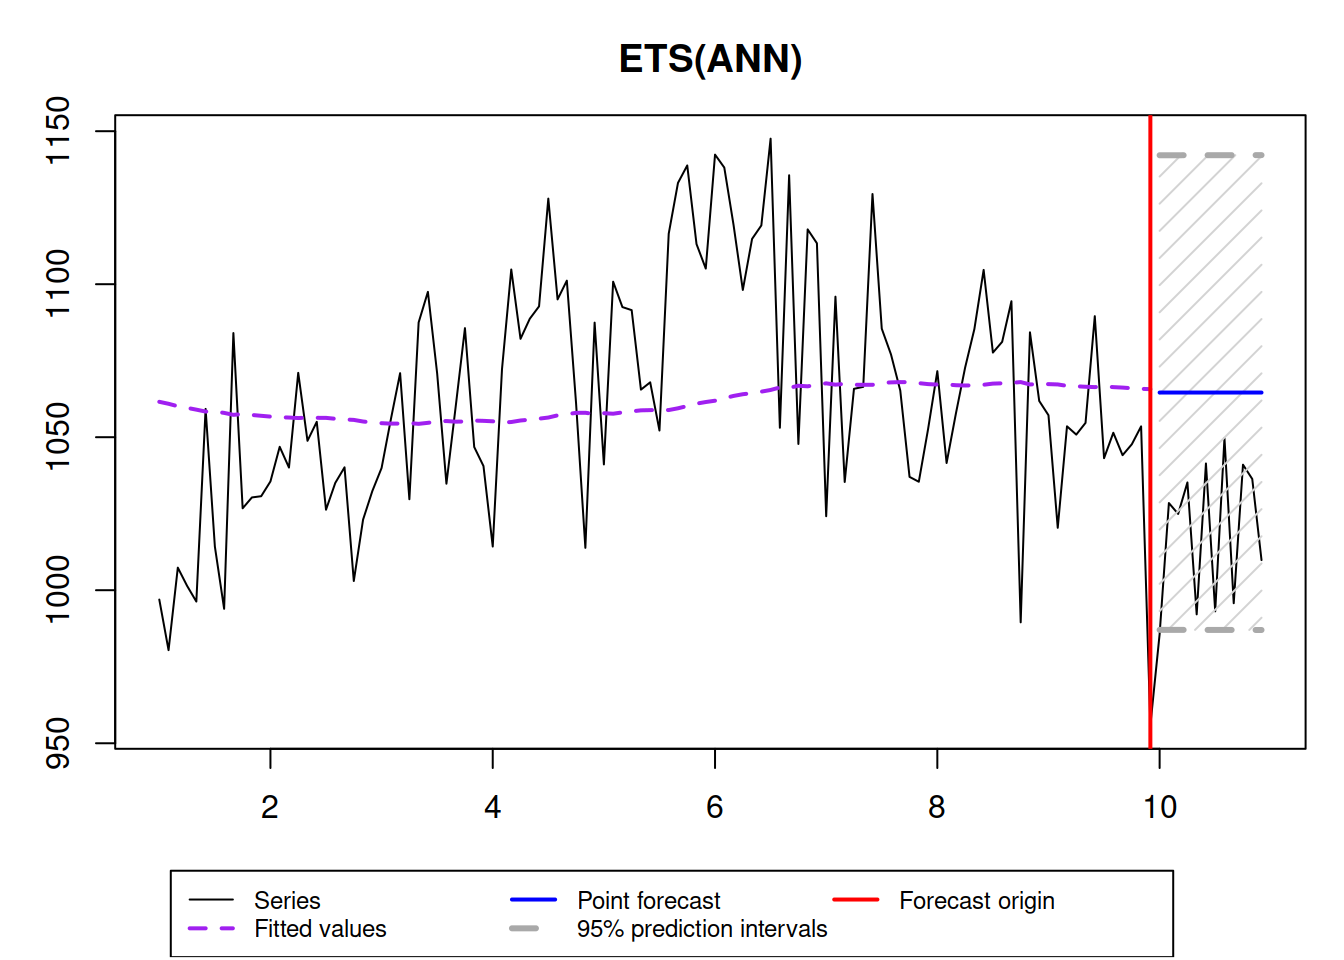 ETS(ANN)
1150
1100
1050
1000
950
2 4 6 8 10
Series Point forecast Forecast origin
Fitted values 95% prediction intervals